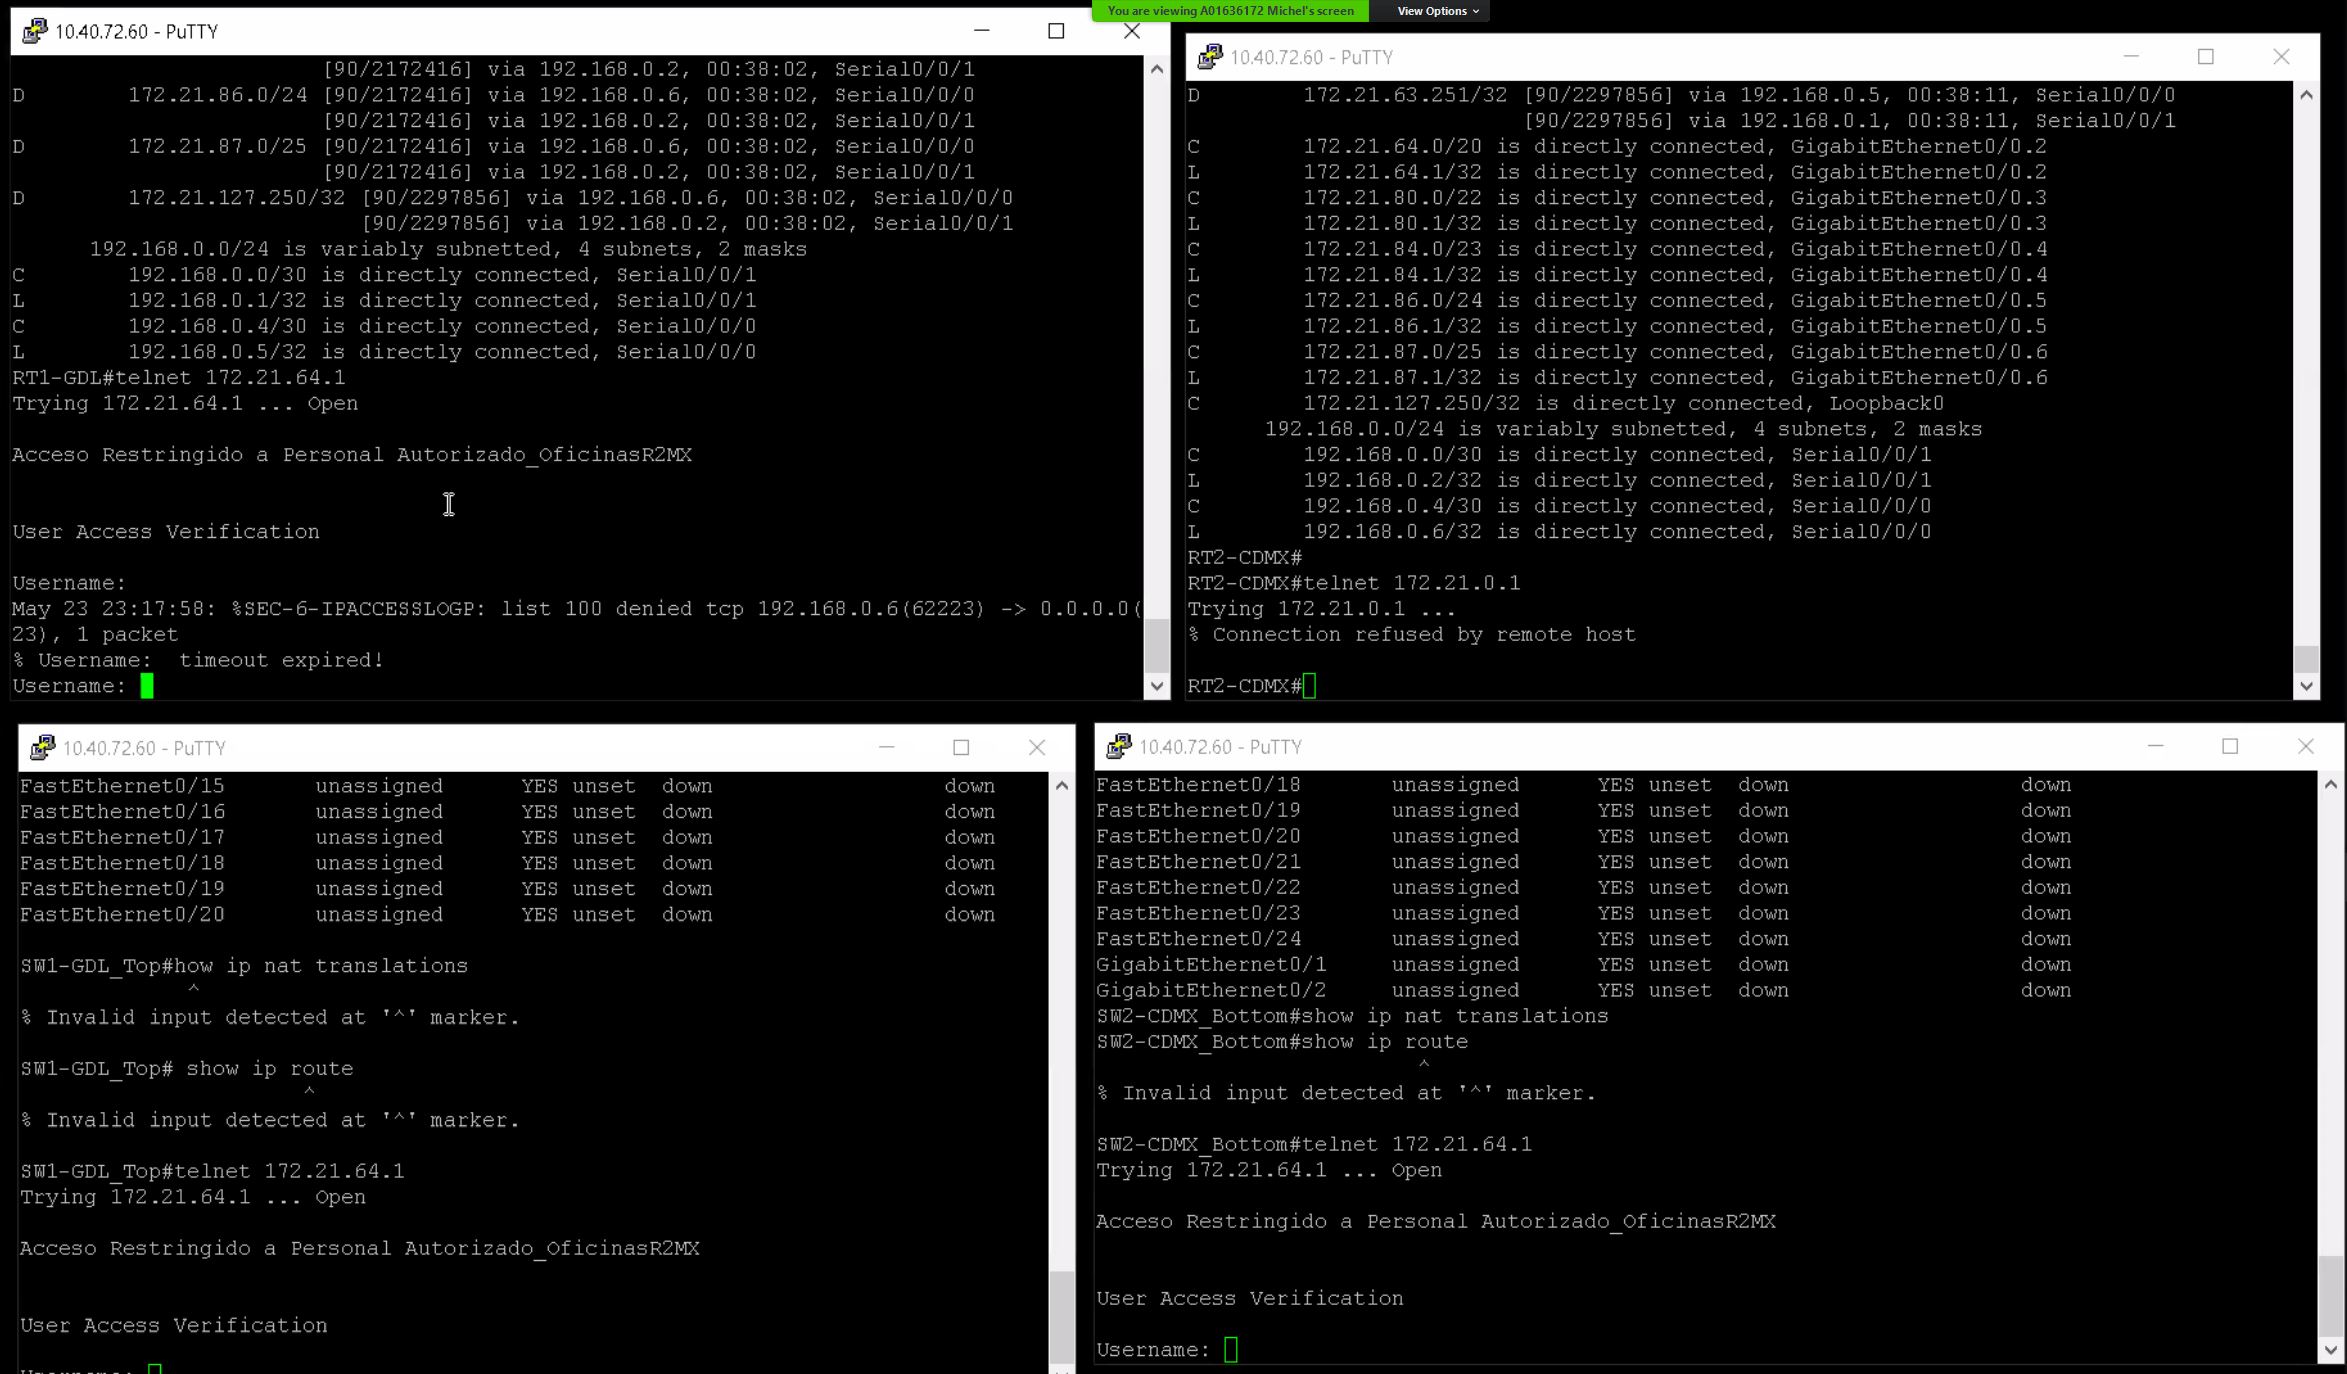 You are viewing A01636172 Michel's screen View Options
10.40.72.60 - PuTTY
[90/2172416] via 192.168.0.2, 00:38:02, Serial0/0/1
D 172.21.86.0/24 [90/2172416] via 192.168.0.6, 00:38:02, Serial0/0/0
[90/2172416] via 192.168.0.2, 00:38:02, Serial0/0/1
D 172.21.87.0/25 [90/2172416] via 192.168.0.6, 00:38:02, Serial0/0/0
[90/2172416] via 192.168.0.2, 00:38:02, Serial0/0/1
D 172.21.127.250/32 [90/2297856] via 192.168.0.6, 00:38:02, Serial0/0/0
[90/2297856] via 192.168.0.2, 00:38:02, Serial0/0/1
192.168.0.0/24 is variably subnetted, 4 subnets, 2 masks
C 192.168.0.0/30 is directly connected, Serial0/0/1
L 192.168.0.1/32 is directly connected, Serial0/0/1
C 192.168.0.4/30 is directly connected, Serial0/0/0
L 192.168.0.5/32 is directly connected, Serial0/0/0
RT1-GDL#telnet 172.21.64.1
Trying 172.21.64.1 ... Open
Acceso Restringido a Personal Autorizado_OficinasR2MX
User Access Verification
Username:
May 23 23:17:58: %SEC-6-IPACCESSLOGP: list 100 denied tcp 192.168.0.6(62223) -> 0.0.0.0(
23), 1 packet
% Username:  timeout expired!
Username:
10.40.72.60 - PuTTY
D 172.21.63.251/32 [90/2297856] via 192.168.0.5, 00:38:11, Serial0/0/0
[90/2297856] via 192.168.0.1, 00:38:11, Serial0/0/1
C 172.21.64.0/20 is directly connected, GigabitEthernet0/0.2
L 172.21.64.1/32 is directly connected, GigabitEthernet0/0.2
C 172.21.80.0/22 is directly connected, GigabitEthernet0/0.3
L 172.21.80.1/32 is directly connected, GigabitEthernet0/0.3
C 172.21.84.0/23 is directly connected, GigabitEthernet0/0.4
L 172.21.84.1/32 is directly connected, GigabitEthernet0/0.4
C 172.21.86.0/24 is directly connected, GigabitEthernet0/0.5
L 172.21.86.1/32 is directly connected, GigabitEthernet0/0.5
C 172.21.87.0/25 is directly connected, GigabitEthernet0/0.6
L 172.21.87.1/32 is directly connected, GigabitEthernet0/0.6
C 172.21.127.250/32 is directly connected, Loopback0
192.168.0.0/24 is variably subnetted, 4 subnets, 2 masks
C 192.168.0.0/30 is directly connected, Serial0/0/1
L 192.168.0.2/32 is directly connected, Serial0/0/1
C 192.168.0.4/30 is directly connected, Serial0/0/0
L 192.168.0.6/32 is directly connected, Serial0/0/0
RT2-CDMX#
RT2-CDMX#telnet 172.21.0.1
Trying 172.21.0.1 ...
% Connection refused by remote host
RT2-CDMX#
10.40.72.60 - PuTTY
FastEthernet0/15 unassigned YES unset down down
FastEthernet0/16 unassigned YES unset down down
FastEthernet0/17 unassigned YES unset down down
FastEthernet0/18 unassigned YES unset down down
FastEthernet0/19 unassigned YES unset down down
FastEthernet0/20 unassigned YES unset down down
SW1-GDL_Top#how ip nat translations
^
% Invalid input detected at '^' marker.
SW1-GDL_Top# show ip route
^
% Invalid input detected at '^' marker.
SW1-GDL_Top#telnet 172.21.64.1
Trying 172.21.64.1 ... Open
Acceso Restringido a Personal Autorizado_OficinasR2MX
User Access Verification
10.40.72.60 - PuTTY
FastEthernet0/18 unassigned YES unset down down
FastEthernet0/19 unassigned YES unset down down
FastEthernet0/20 unassigned YES unset down down
FastEthernet0/21 unassigned YES unset down down
FastEthernet0/22 unassigned YES unset down down
FastEthernet0/23 unassigned YES unset down down
FastEthernet0/24 unassigned YES unset down down
GigabitEthernet0/1 unassigned YES unset down down
GigabitEthernet0/2 unassigned YES unset down down
SW2-CDMX_Bottom#show ip nat translations
SW2-CDMX_Bottom#show ip route
^
% Invalid input detected at '^' marker.
SW2-CDMX_Bottom#telnet 172.21.64.1
Trying 172.21.64.1 ... Open
Acceso Restringido a Personal Autorizado_OficinasR2MX
User Access Verification
Username: